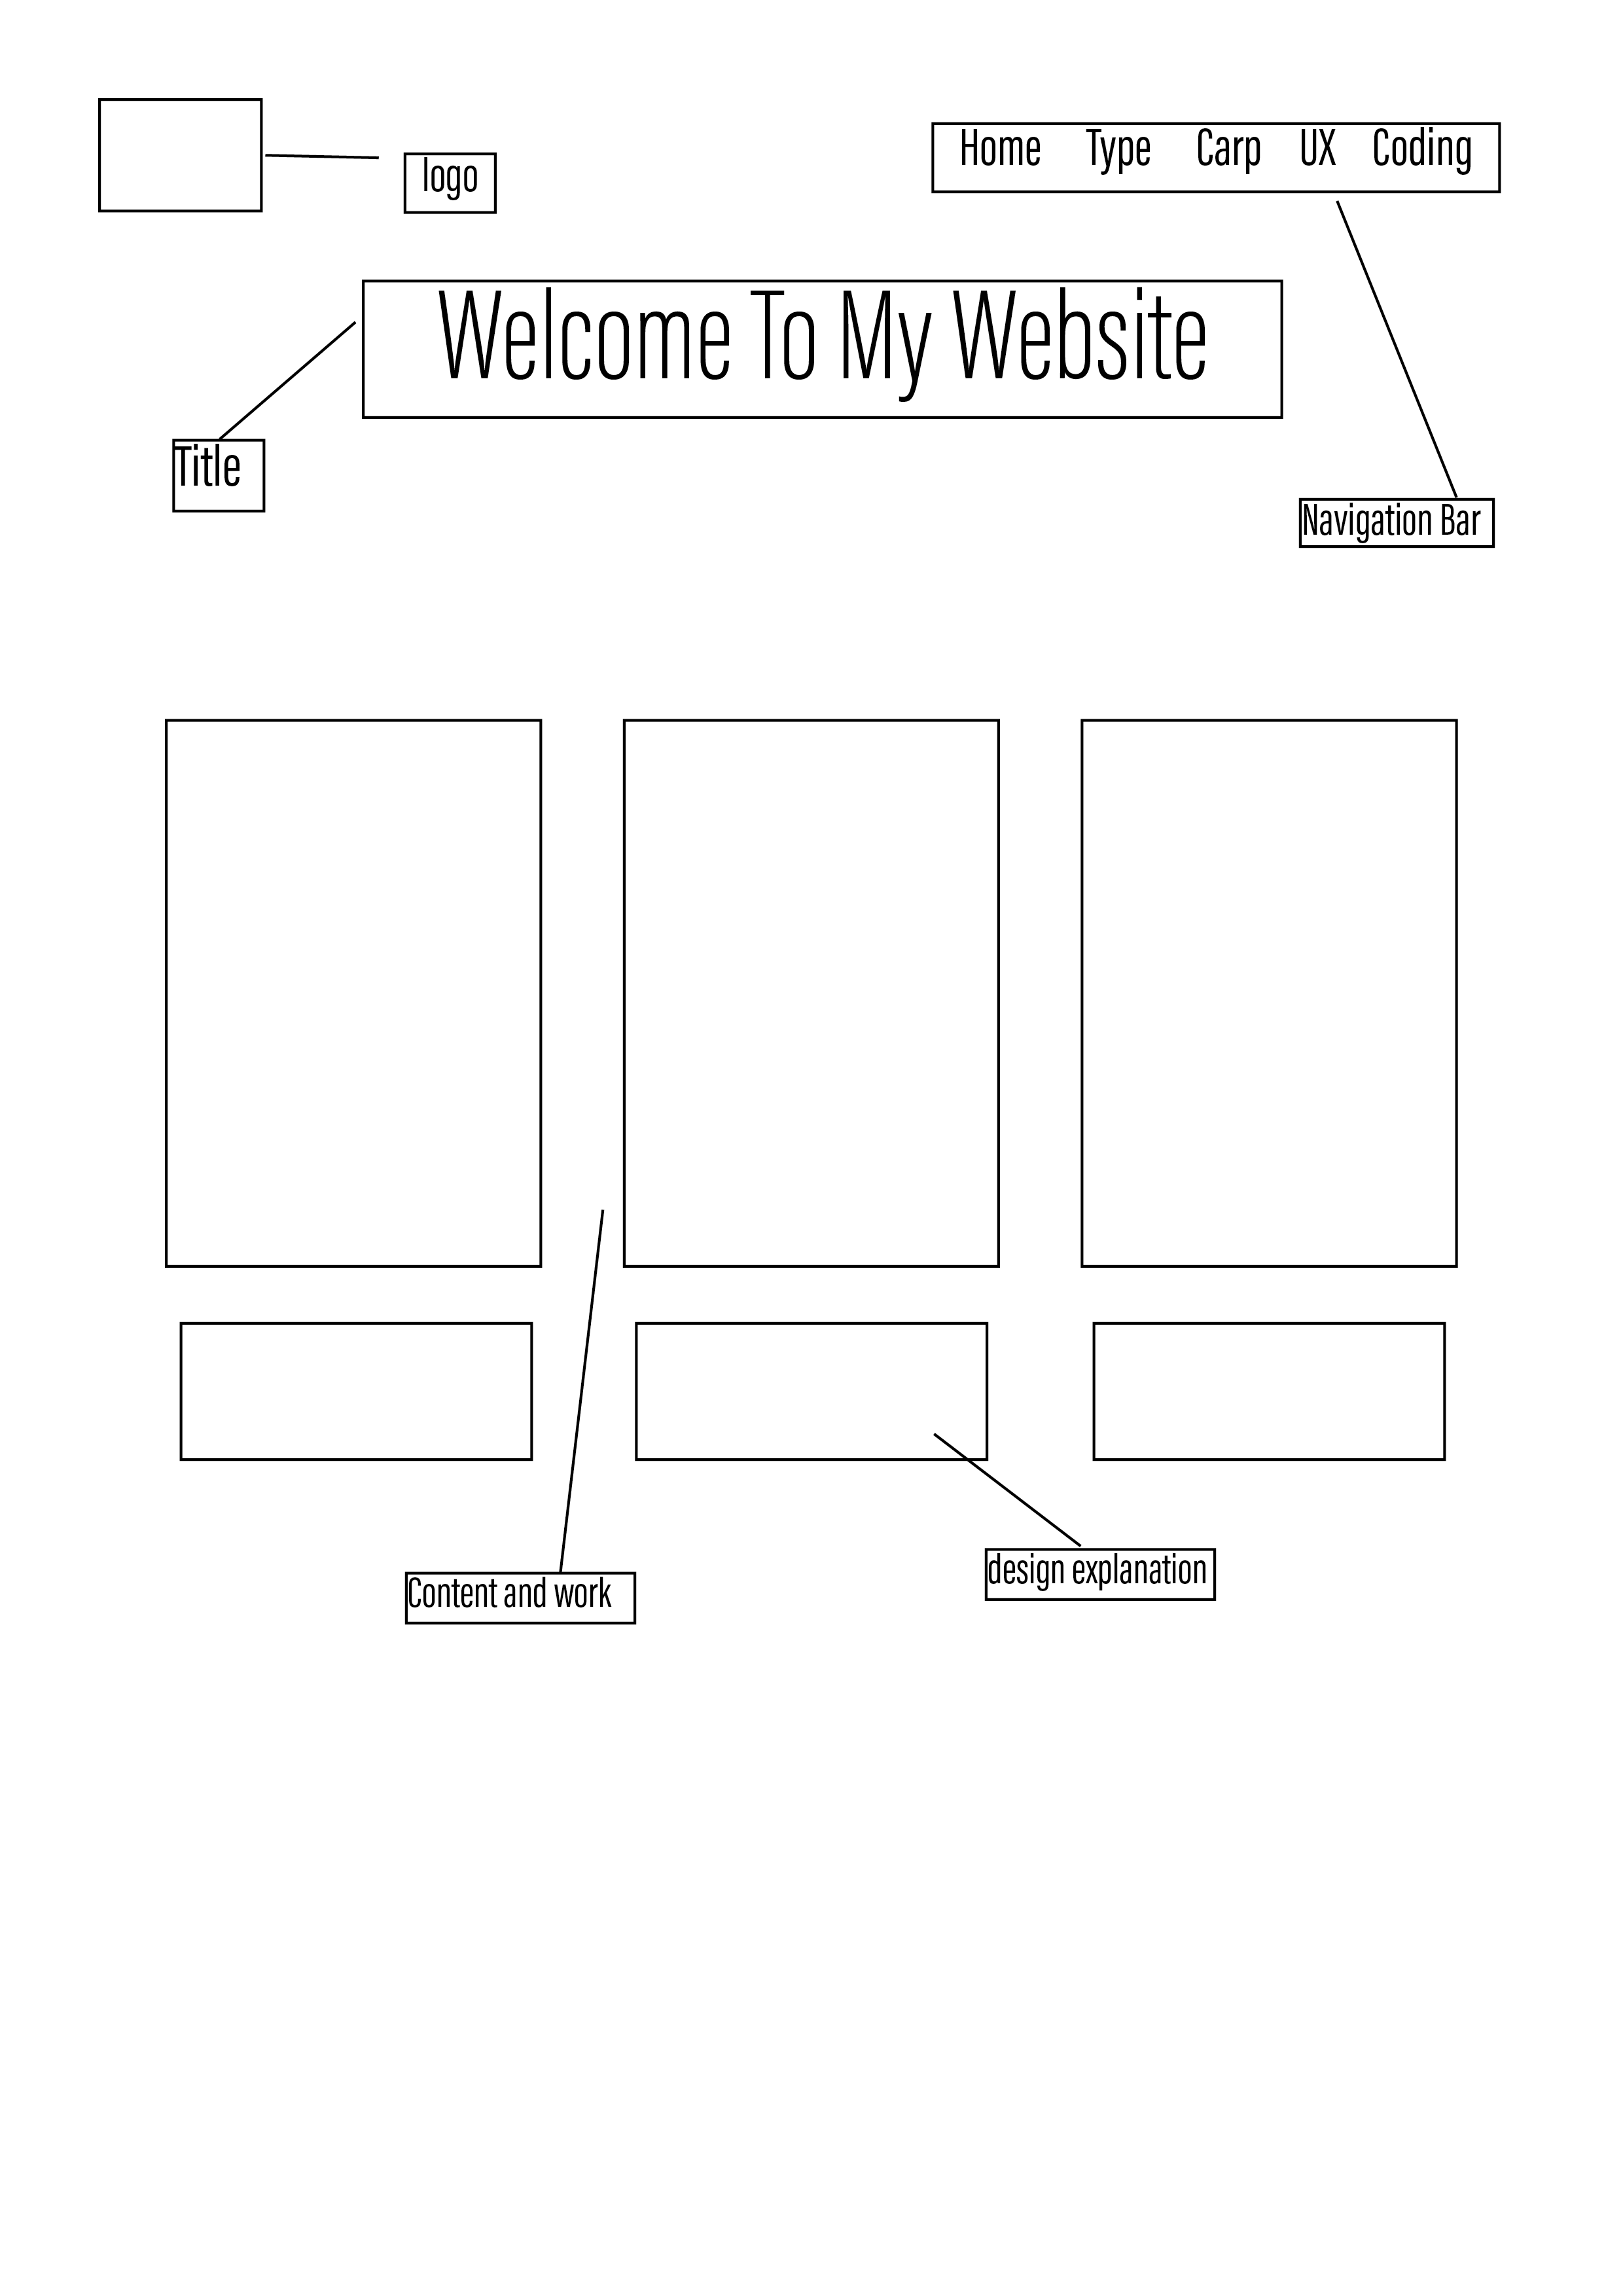 Home Type Carp UX Coding
logo
Welcome To My Website
Title
Navigation Bar
design explanation
Content and work